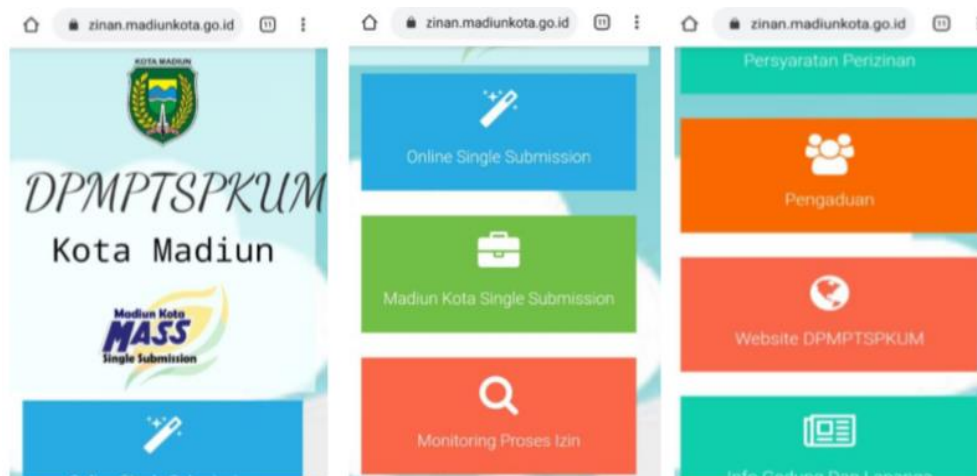 zinan.madiunkota.go.id
11
KOTA MADIUN
DPMPTSPKUM
Kota Madiun
Madiun Kota
MASS
Single Submission
zinan.madiunkota.go.id
11
Online Single Submission
Madiun Kota Single Submission
Monitoring Proses Izin
zinan.madiunkota.go.id
11
Persyaratan Perizinan
Pengaduan
Website DPMPTSPKUM